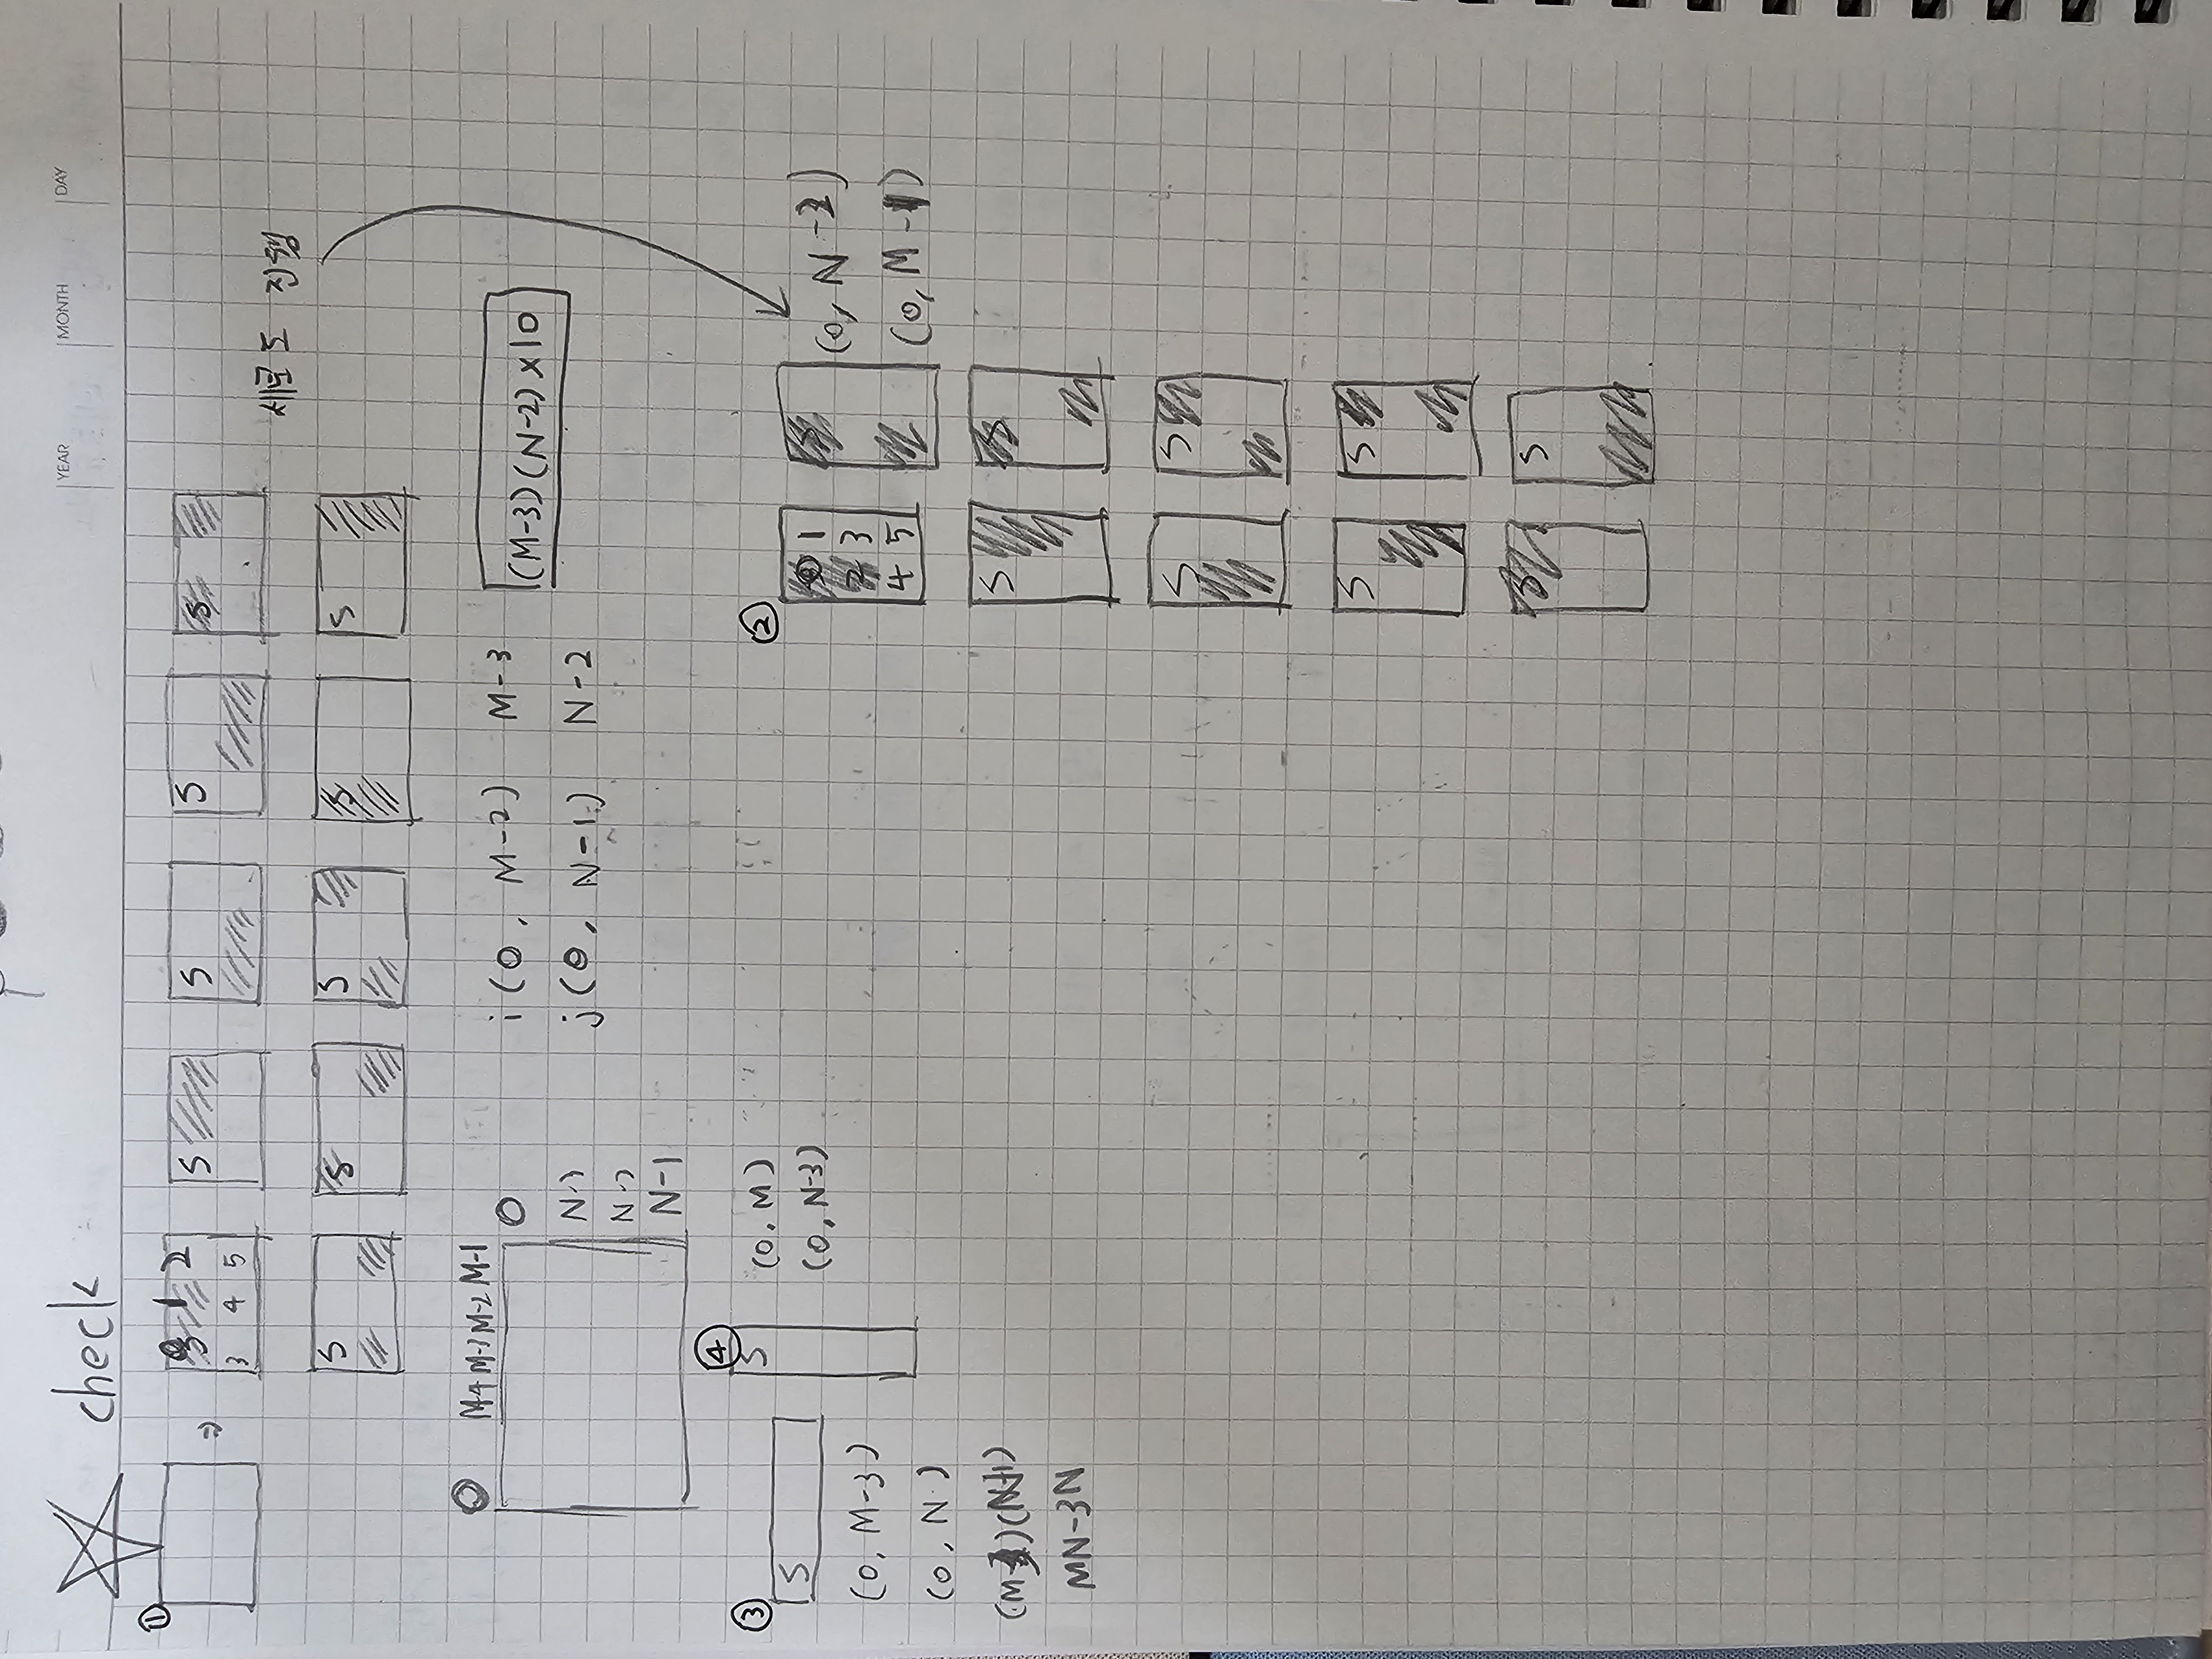 check
YEAR MONTH DAY
①
0 1 2
S
3 4 5
S
S
S
S
세로도 진행
S
S
S
S
S
0 M-4 M-3 M-2 M-1
0
N-3
N-2
N-1
i(0, M-2) M-3
j(0, N-1) N-2
(M-3)(N-2)×10
③
S
(0, M-3)
(0, N)
MN-3N
④
S
(0, M)
(0, N-3)
②
0 1
2 3
4 5
S
(0, N-2)
(0, M-1)
S
S
S
S
S
S
S
S